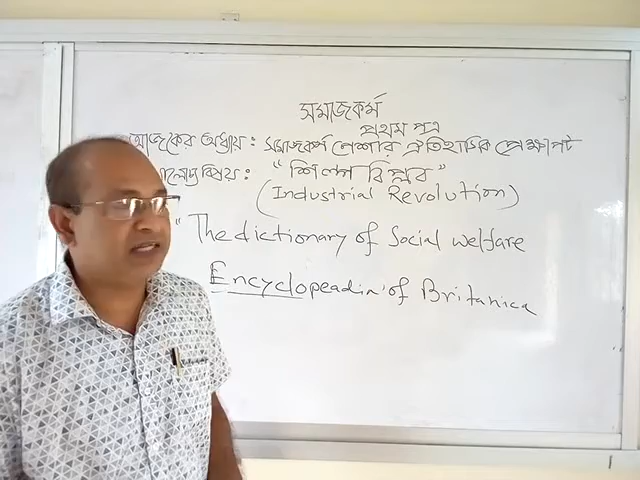 সমাজকর্ম
প্রথম পত্র
আজকের অধ্যায় : সমাজকর্ম পেশার ঐতিহাসিক প্রেক্ষাপট
লোচ্য বিষয় : "শিল্প বিপ্লব"
(Industrial Revolution)
" The dictionary of Social welfare
Encyclopeadia' of Britanica